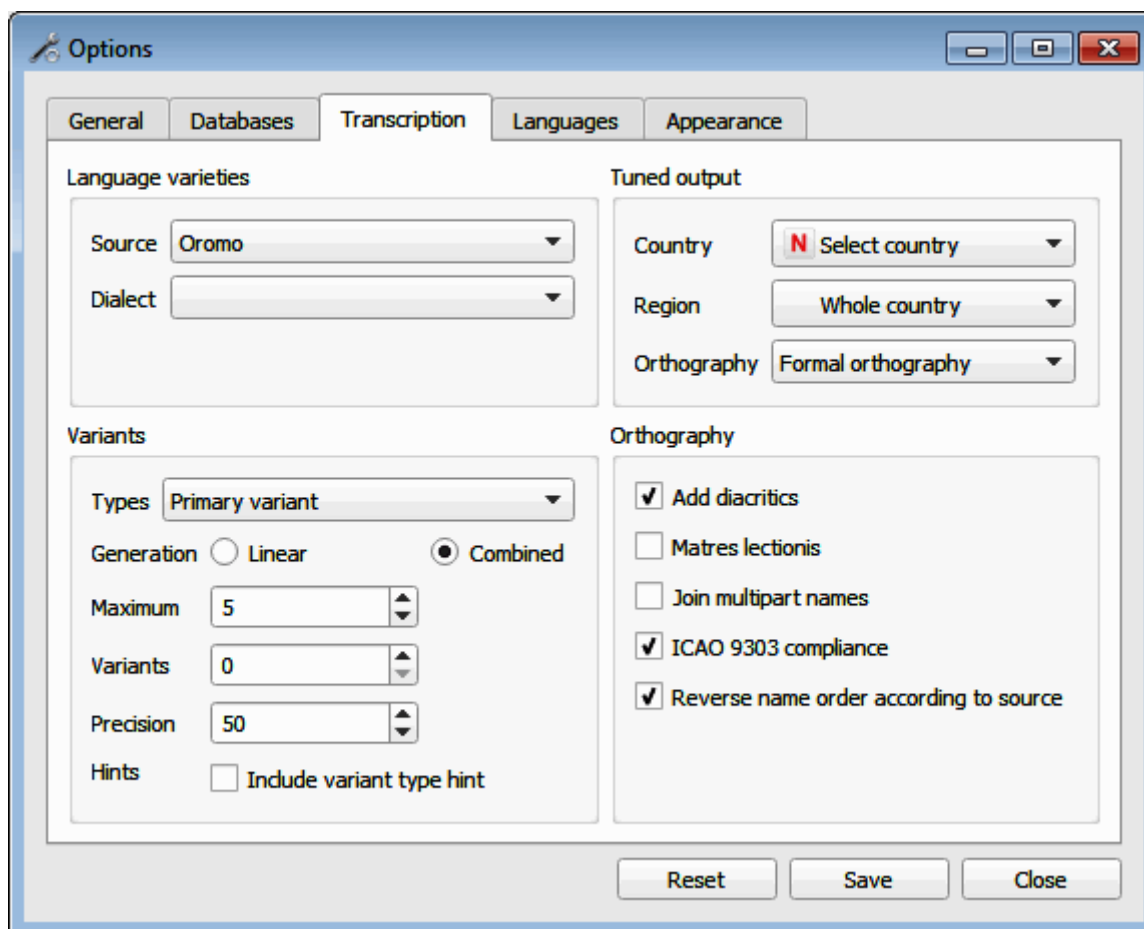 Options
General Databases Transcription Languages Appearance
Language varieties
Source Oromo
Dialect
Tuned output
Country N Select country
Region Whole country
Orthography Formal orthography
Variants
Types Primary variant
Generation Linear Combined
Maximum 5
Variants 0
Precision 50
Hints Include variant type hint
Orthography
Add diacritics
Matres lectionis
Join multipart names
ICAO 9303 compliance
Reverse name order according to source
Reset Save Close